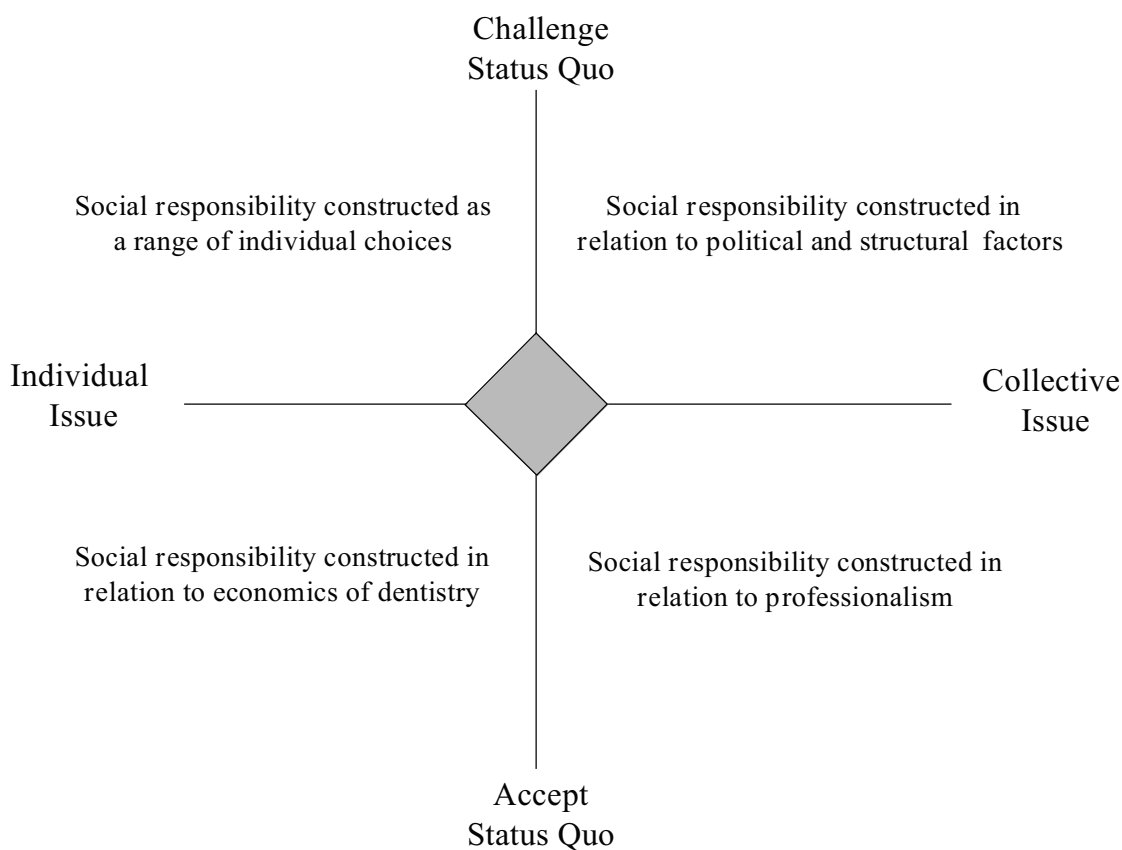 Challenge
Status Quo
Social responsibility constructed as
a range of individual choices
Social responsibility constructed in
relation to political and structural factors
Individual
Issue
Collective
Issue
Social responsibility constructed in
relation to economics of dentistry
Social responsibility constructed in
relation to professionalism
Accept
Status Quo